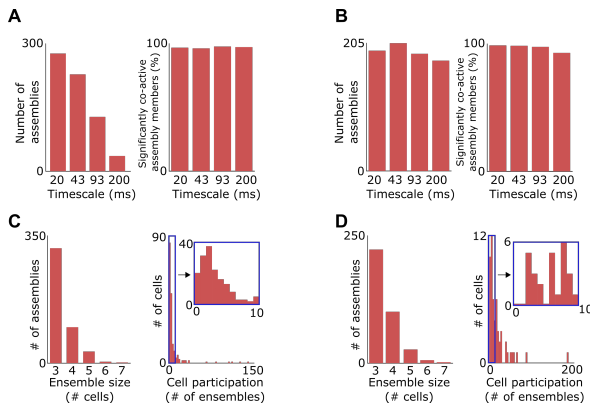 A
300
0
Number of
assemblies
20 43 93 200
Timescale (ms)
100
0
Significantly co-active
assembly members (%)
20 43 93 200
Timescale (ms)
B
205
0
Number of
assemblies
20 43 93 200
Timescale (ms)
100
0
Significantly co-active
assembly members (%)
20 43 93 200
Timescale (ms)
C
350
0
# of assemblies
3 4 5 6 7
Ensemble size
(# cells)
90
0
# of cells
40
0
0 10
0 150
Cell participation
(# of ensembles)
D
250
0
# of assemblies
3 4 5 6 7
Ensemble size
(# cells)
12
0
# of cells
6
0
0 10
0 200
Cell participation
(# of ensembles)